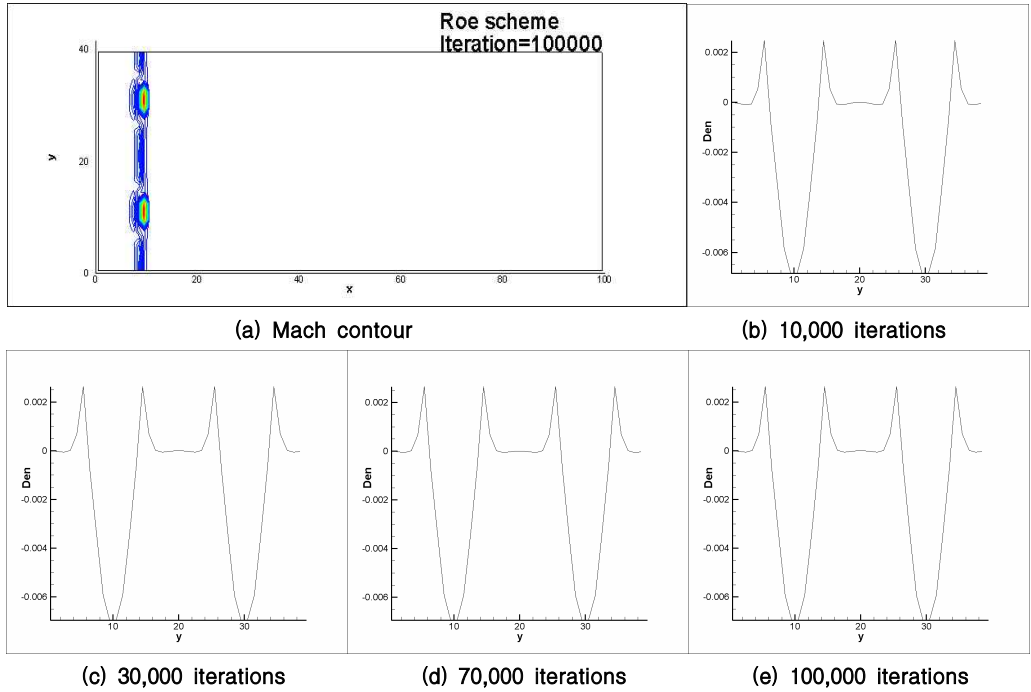 Roe scheme
Iteration=100000
40
20
0
y
0
20
40
60
80
100
x
(a) Mach contour
0.002
0
-0.002
-0.004
-0.006
Den
10
30
y
(b) 10,000 iterations
0.002
0
-0.002
-0.004
-0.006
Den
10
20
30
y
(c) 30,000 iterations
0.002
0
-0.002
-0.004
-0.006
Den
10
20
30
y
(d) 70,000 iterations
0.002
0
-0.002
-0.004
-0.006
Den
10
20
30
y
(e) 100,000 iterations